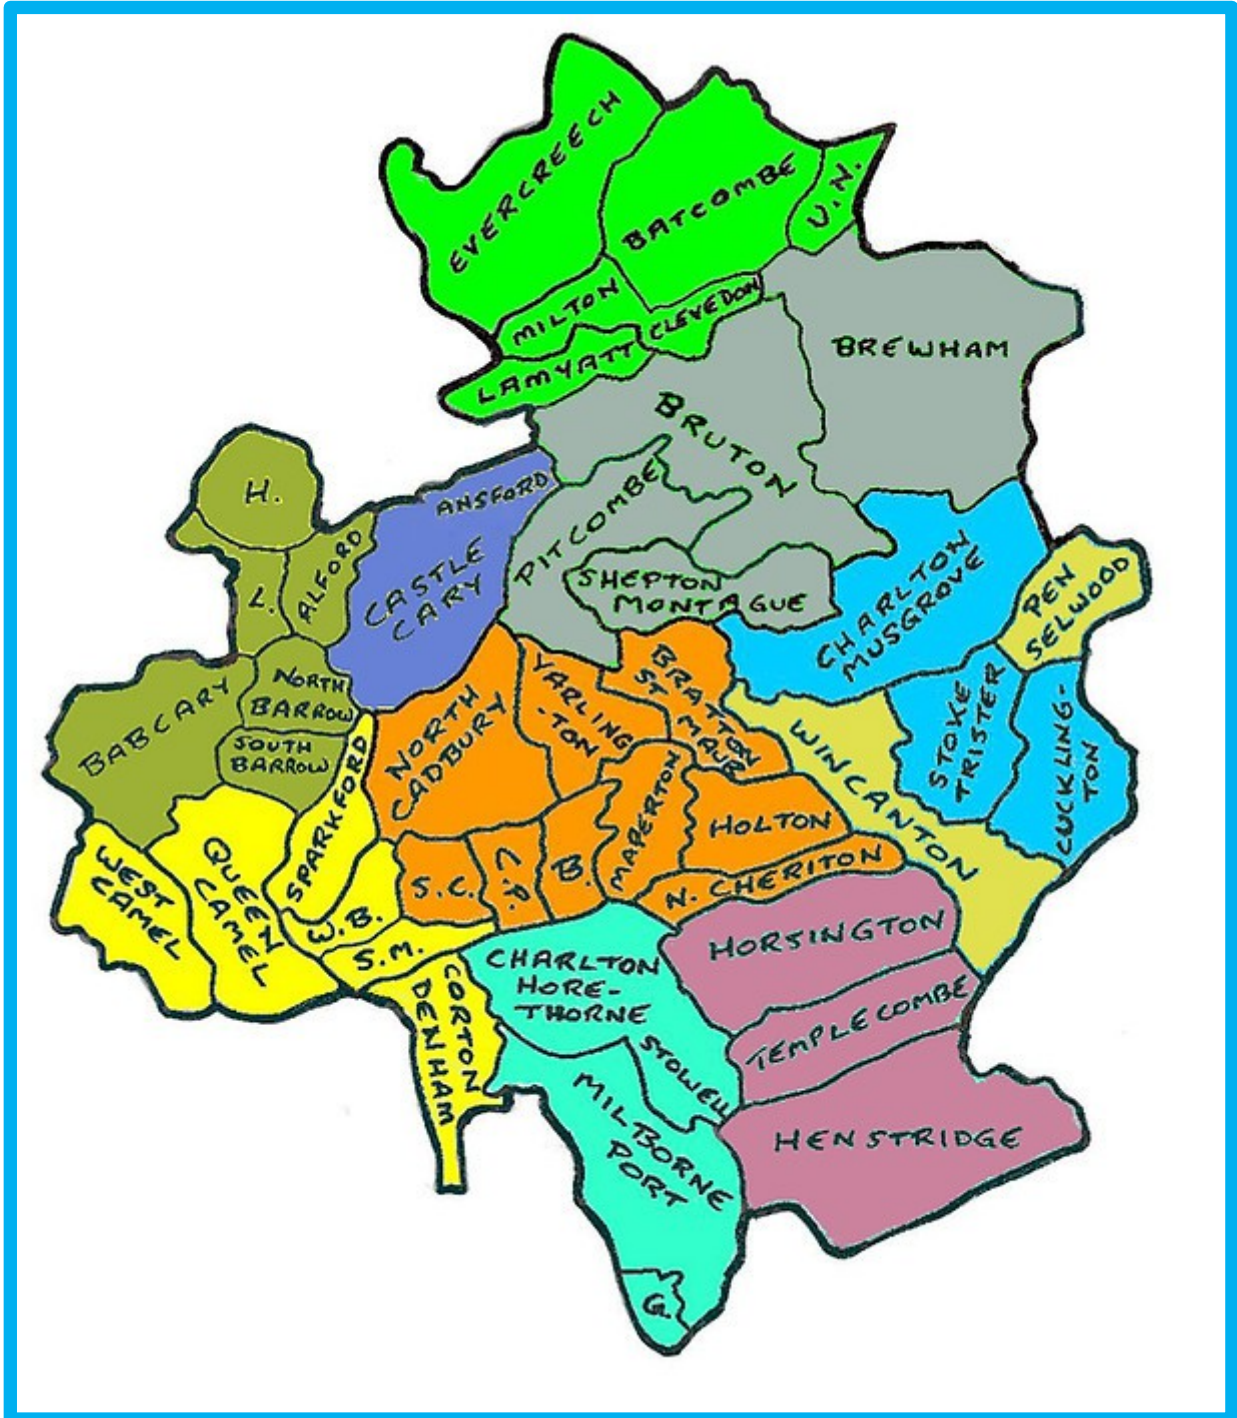 EVERCREECH
BATCOMBE
U.N.
MILTON
CLEVEDON
LAMYATT
BREWHAM
BRUTON
H.
ANSFORD
CASTLE
CARY
PITCOMBE
SHEPTON
MONTAGUE
L.
ALFORD
CHARLTON
MUSGROVE
PEN
SELWOOD
BABCARY
NORTH
BARROW
SOUTH
BARROW
SPARKFORD
NORTH
CADBURY
YARLING
-TON
BRATTON
ST
MAUR
STOKE
TRISTER
CUCKLING-
TON
WINCANTON
MAPERTON
HOLTON
N. CHERITON
WEST
CAMEL
QUEEN
CAMEL
W.B.
S.M.
S.C.
C.P.
B.
CORTON
DENHAM
CHARLTON
HORE-
-THORNE
STOWELL
HORSINGTON
TEMPLECOMBE
HENSTRIDGE
MILBORNE
PORT
G.